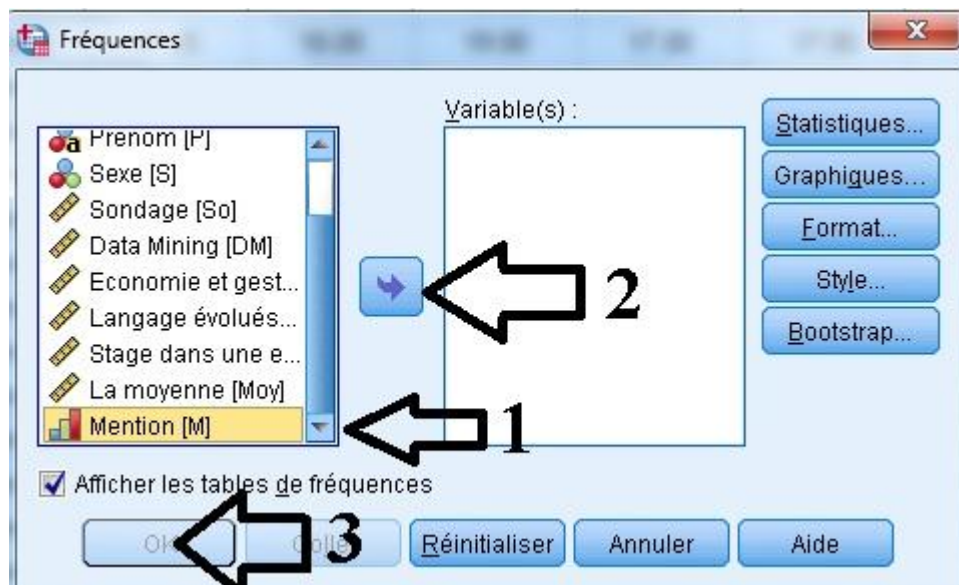 Fréquences
Variable(s) :
Prenom [P]
Sexe [S]
Sondage [So]
Data Mining [DM]
Economie et gest...
Langage évolués...
Stage dans une e...
La moyenne [Moy]
Mention [M]
1
2
Statistiques...
Graphiques...
Format...
Style...
Bootstrap...
Afficher les tables de fréquences
OK
3
Réinitialiser
Annuler
Aide